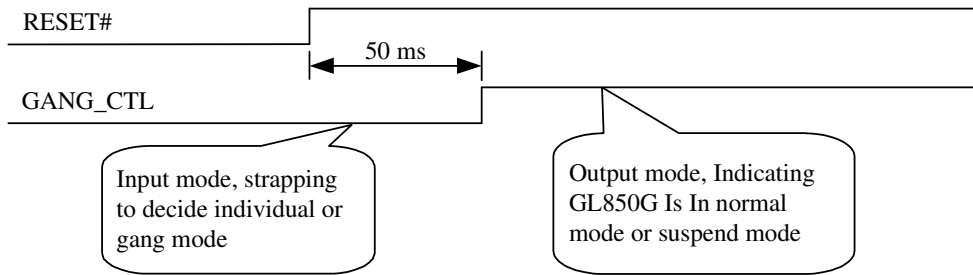 RESET#
50 ms
GANG_CTL
Input mode, strapping
to decide individual or
gang mode
Output mode, Indicating
GL850G Is In normal
mode or suspend mode